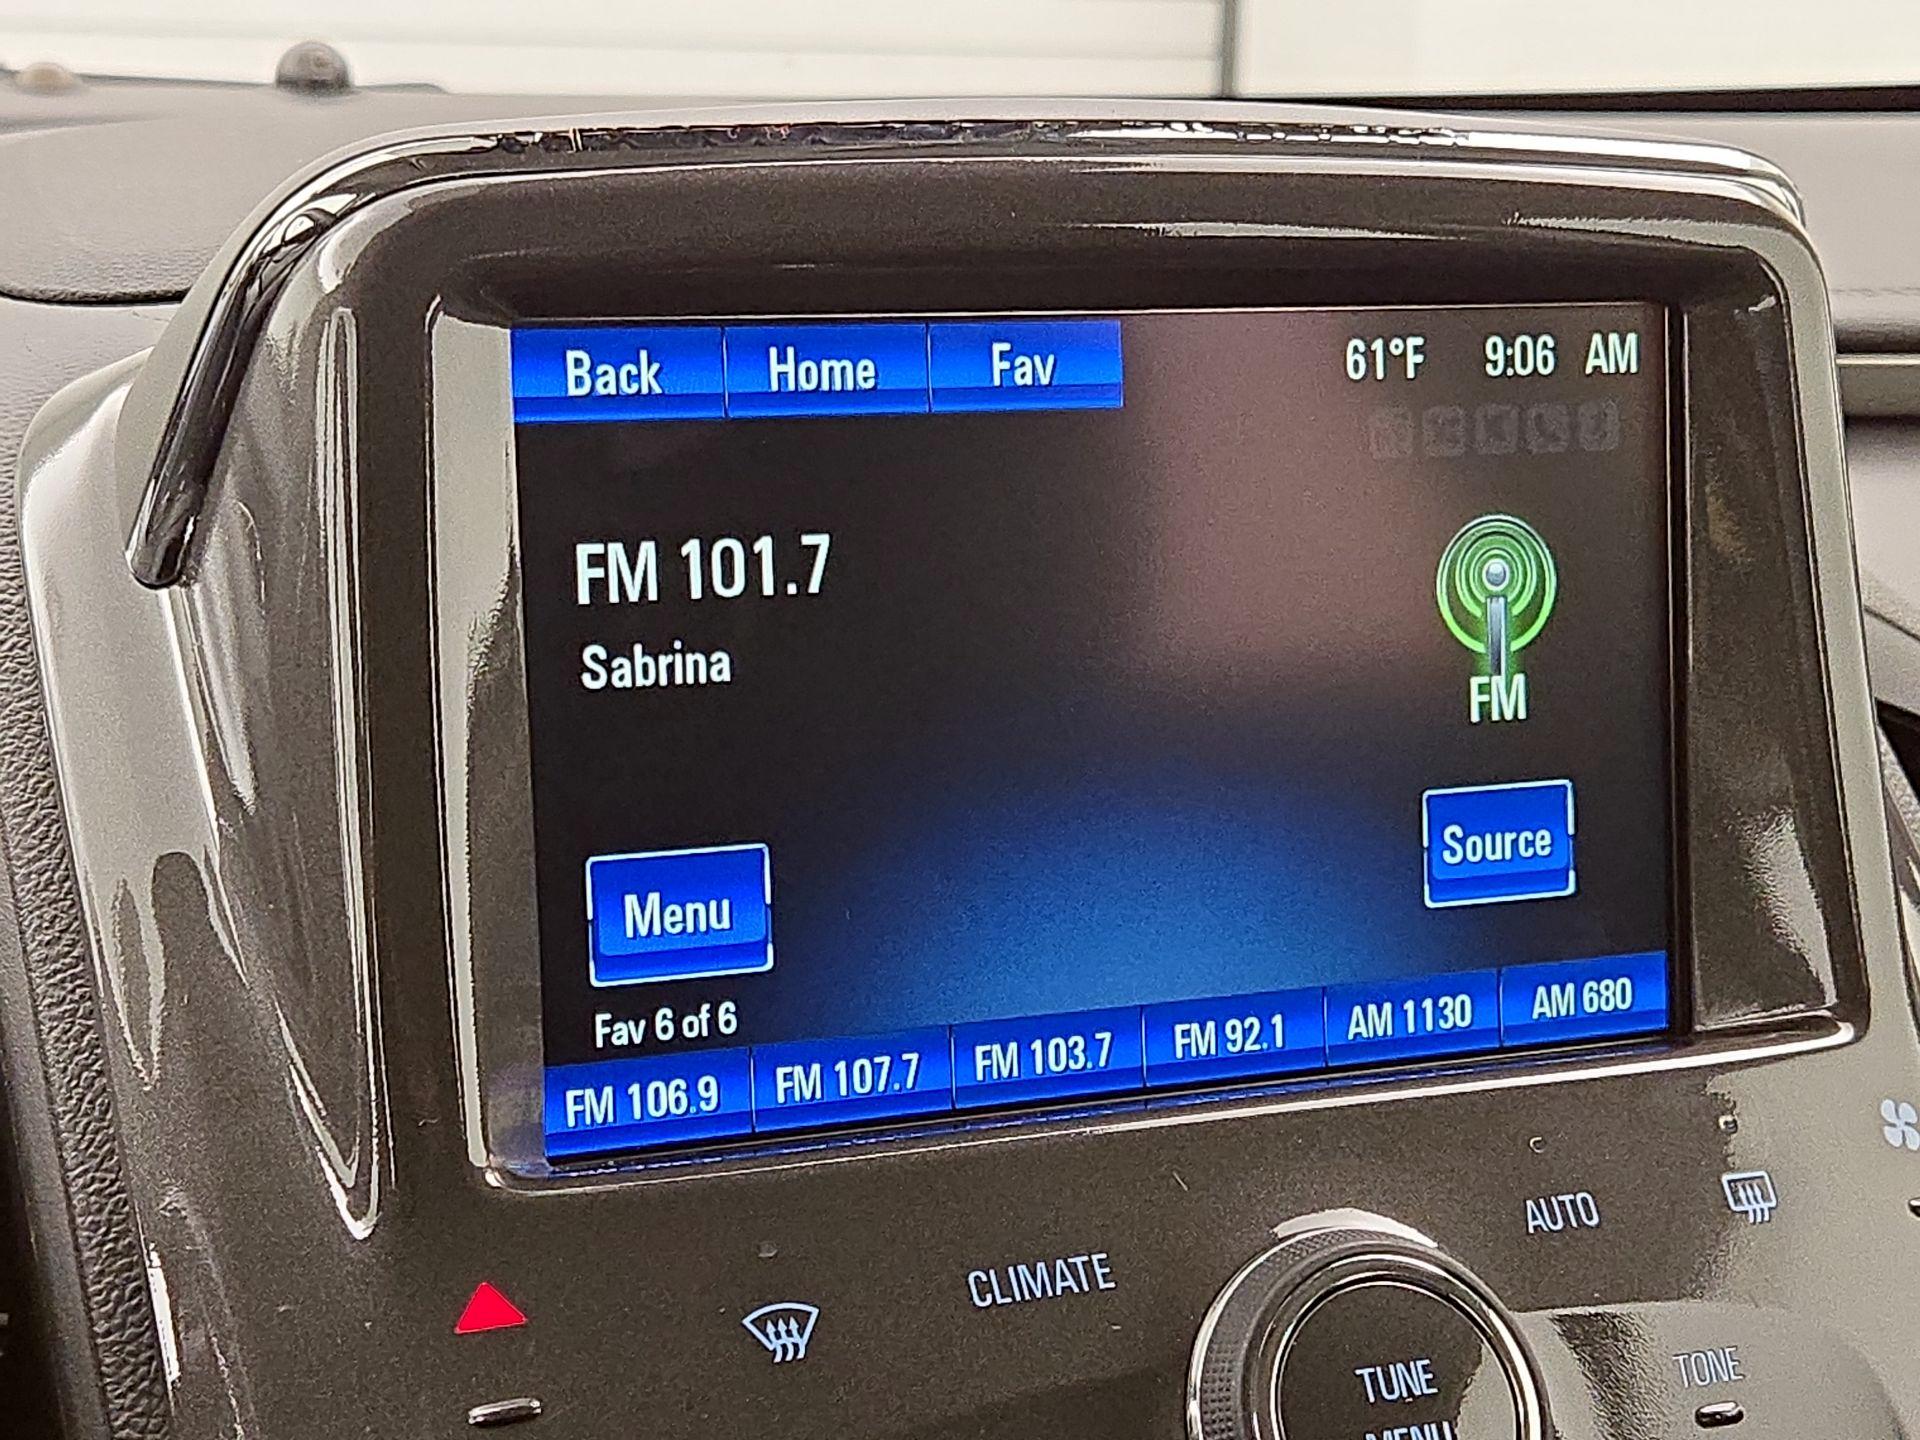 Back Home Fav 61°F 9:06 AM
FM 101.7
Sabrina
FM
Source
Menu
Fav 6 of 6
FM 106.9 FM 107.7 FM 103.7 FM 92.1 AM 1130 AM 680
AUTO
CLIMATE
TUNE
TONE
MENU